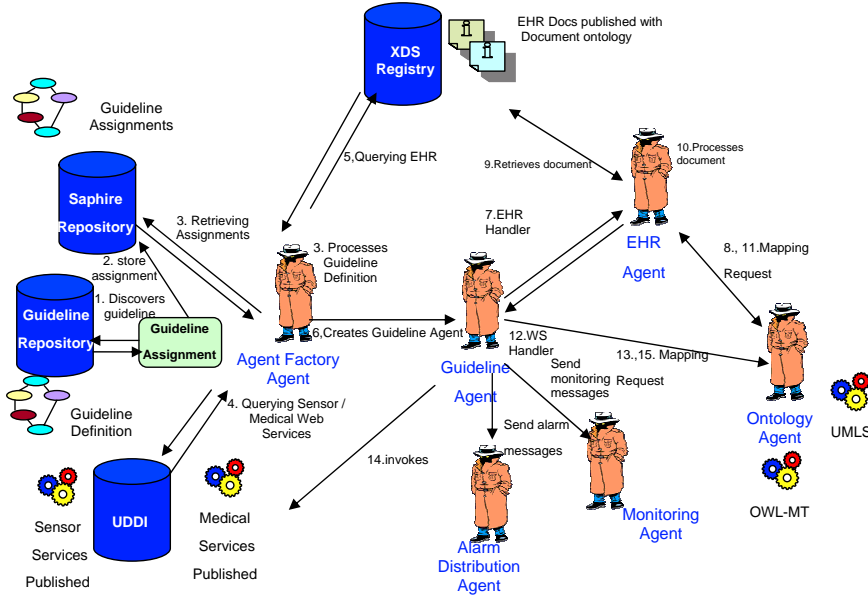 EHR Docs published with
Document ontology
i
i
XDS
Registry
Guideline
Assignments
5,Querying EHR
9.Retrieves document
10.Processes
document
Saphire
Repository
3. Retrieving
Assignments
7.EHR
Handler
EHR
Agent
2. store
assignment
3. Processes
Guideline
Definition
8., 11.Mapping
Request
1. Discovers
guideline
Guideline
Repository
Guideline
Assignment
6,Creates Guideline Agent
Agent Factory
Agent
Guideline
Agent
12.WS
Handler
13.,15. Mapping
Request
Send
monitoring
messages
Ontology
Agent
UMLS
Guideline
Definition
4. Querying Sensor /
Medical Web
Services
Send alarm
messages
14.invokes
OWL-MT
Sensor
Services
Published
UDDI
Medical
Services
Published
Monitoring
Agent
Alarm
Distribution
Agent